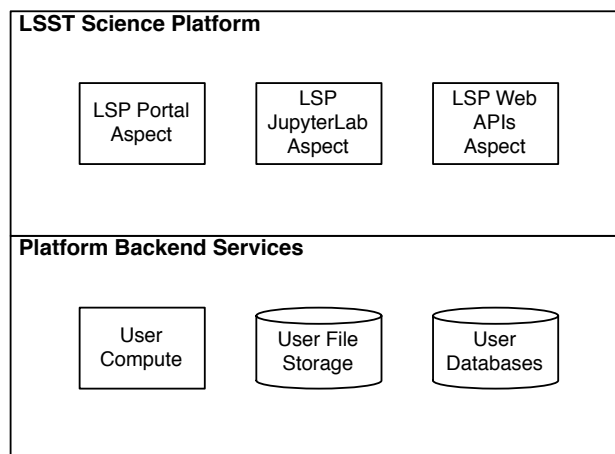 LSST Science Platform
LSP Portal
Aspect
LSP
JupyterLab
Aspect
LSP Web
APIs
Aspect
Platform Backend Services
User
Compute
User File
Storage
User
Databases